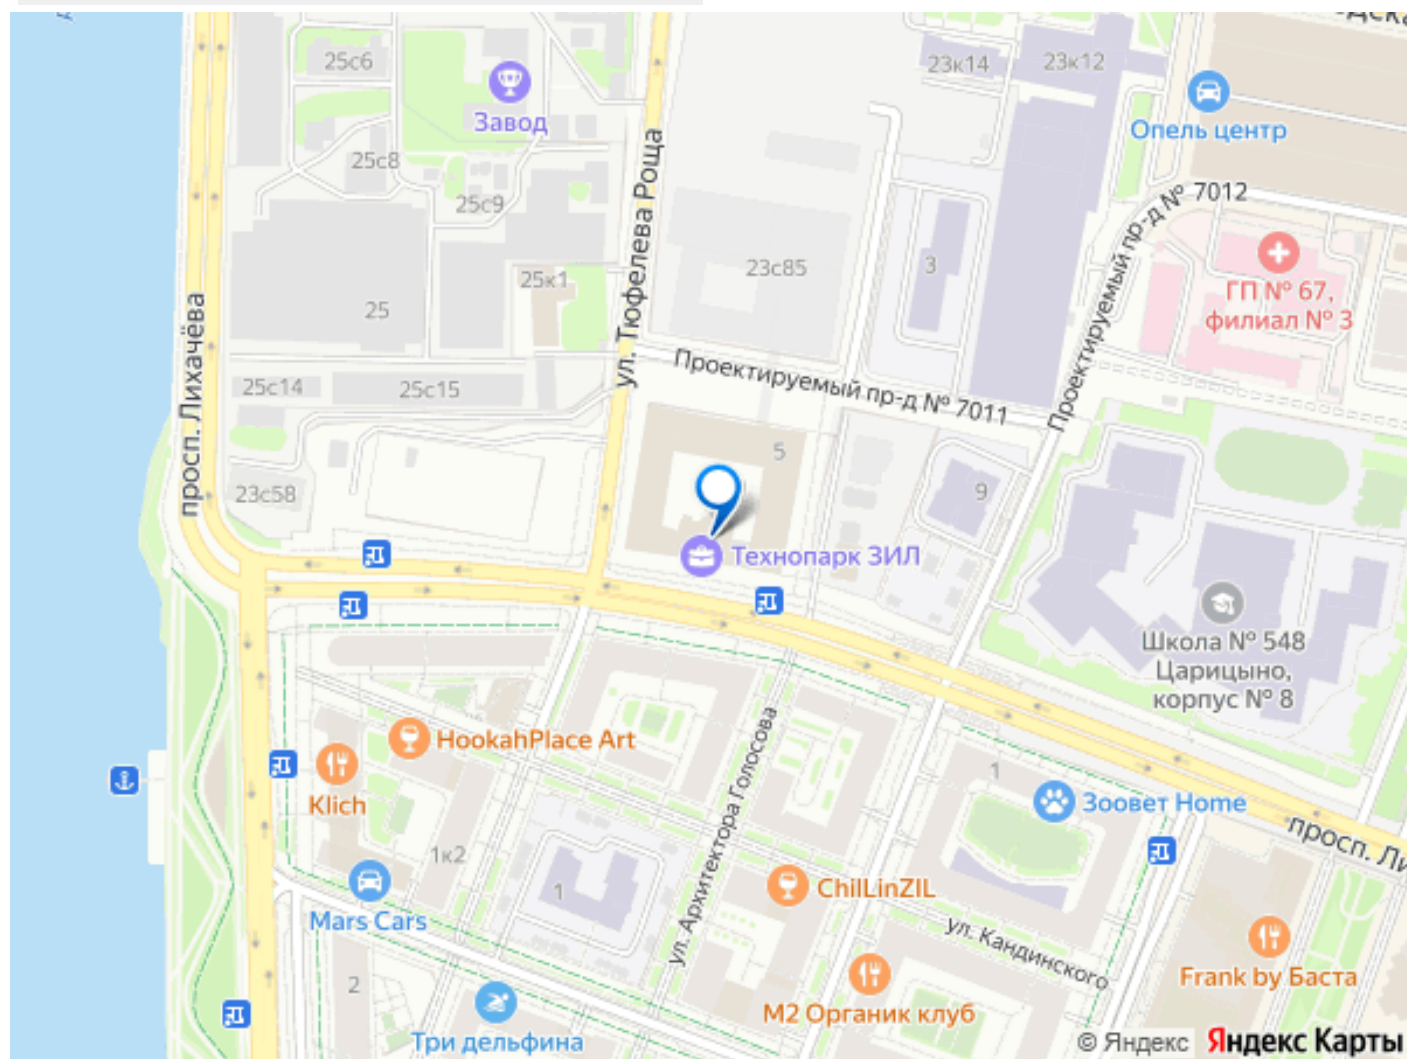 25с6
23к14
23к12
Завод
Опель центр
25с8
25с9
Проектируемый пр-д № 7012
ул. Тюфелева Роща
23с85
3
25к1
25
ГП № 67,
филиал № 3
просп. Лихачёва
Проектируемый пр-д № 7011
25с14
25с15
5
23с58
9
Технопарк ЗИЛ
Школа № 548
Царицыно,
корпус № 8
HookahPlace Art
Klich
ул. Архитектора Голосова
1
Зоовет Home
просп. Ли
1к2
1
ChilLinZIL
Mars Cars
ул. Кандинского
Frank by Баста
2
М2 Органик клуб
Три дельфина
© Яндекс Яндекс Карты